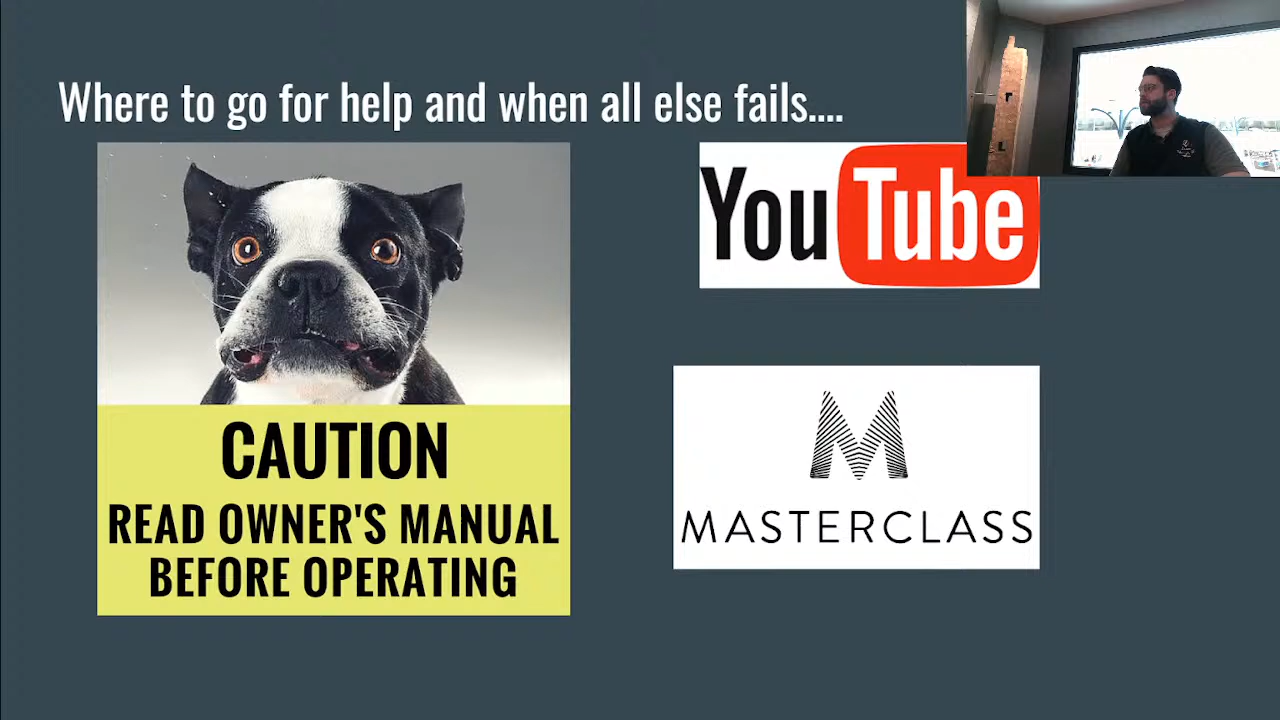 Where to go for help and when all else fails....
YouTube
CAUTION
READ OWNER'S MANUAL
BEFORE OPERATING
MASTERCLASS